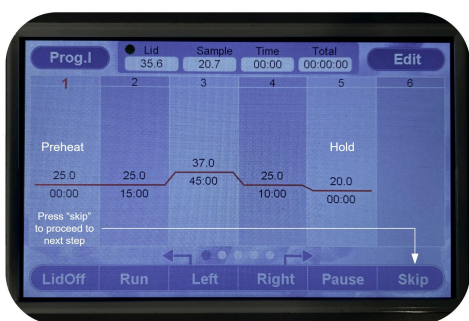 Prog.I
Lid Sample Time Total
35.6 20.7 00:00 00:00:00
Edit
1 2 3 4 5 6
Preheat Hold
25.0 25.0 37.0 25.0 20.0
00:00 15:00 45:00 10:00 00:00
Press "skip"
to proceed to
next step
LidOff Run Left Right Pause Skip